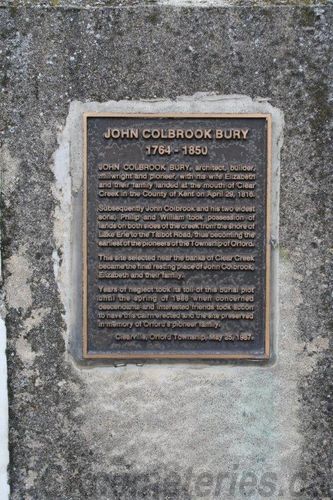 JOHN COLBROOK BURY
1764 - 1850
JOHN COLBROOK BURY, architect, builder,
millwright and pioneer, with his wife Elizabeth
and their family landed at the mouth of Clear
Creek in the County of Kent on April 29, 1818.
Subsequently John Colbrook and his two eldest
sons, Philip and William took possession of
lands on both sides of the creek from the shore of
Lake Erie to the Talbot Road, thus becoming the
earliest of the pioneers of the Township of Orford.
This site selected near the banks of Clear Creek
became the final resting place of John Colbrook,
Elizabeth and their family.
Years of neglect took its toll of this burial plot
until the spring of 1986 when concerned
descendants and interested friends took action
to have this cairn erected and the site preserved
in memory of Orford's pioneer family.
Clearville, Orford Township, May 25, 1987.